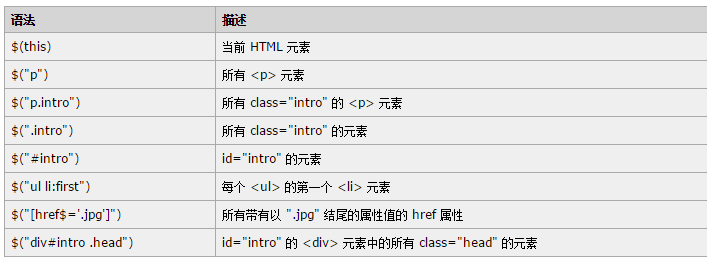 语法 描述
$(this) 当前 HTML 元素
$("p") 所有 <p> 元素
$("p.intro") 所有 class="intro" 的 <p> 元素
$(".intro") 所有 class="intro" 的元素
$("#intro") id="intro" 的元素
$("ul li:first") 每个 <ul> 的第一个 <li> 元素
$("[href$='.jpg']") 所有带有以 ".jpg" 结尾的属性值的 href 属性
$("div#intro .head") id="intro" 的 <div> 元素中的所有 class="head" 的元素